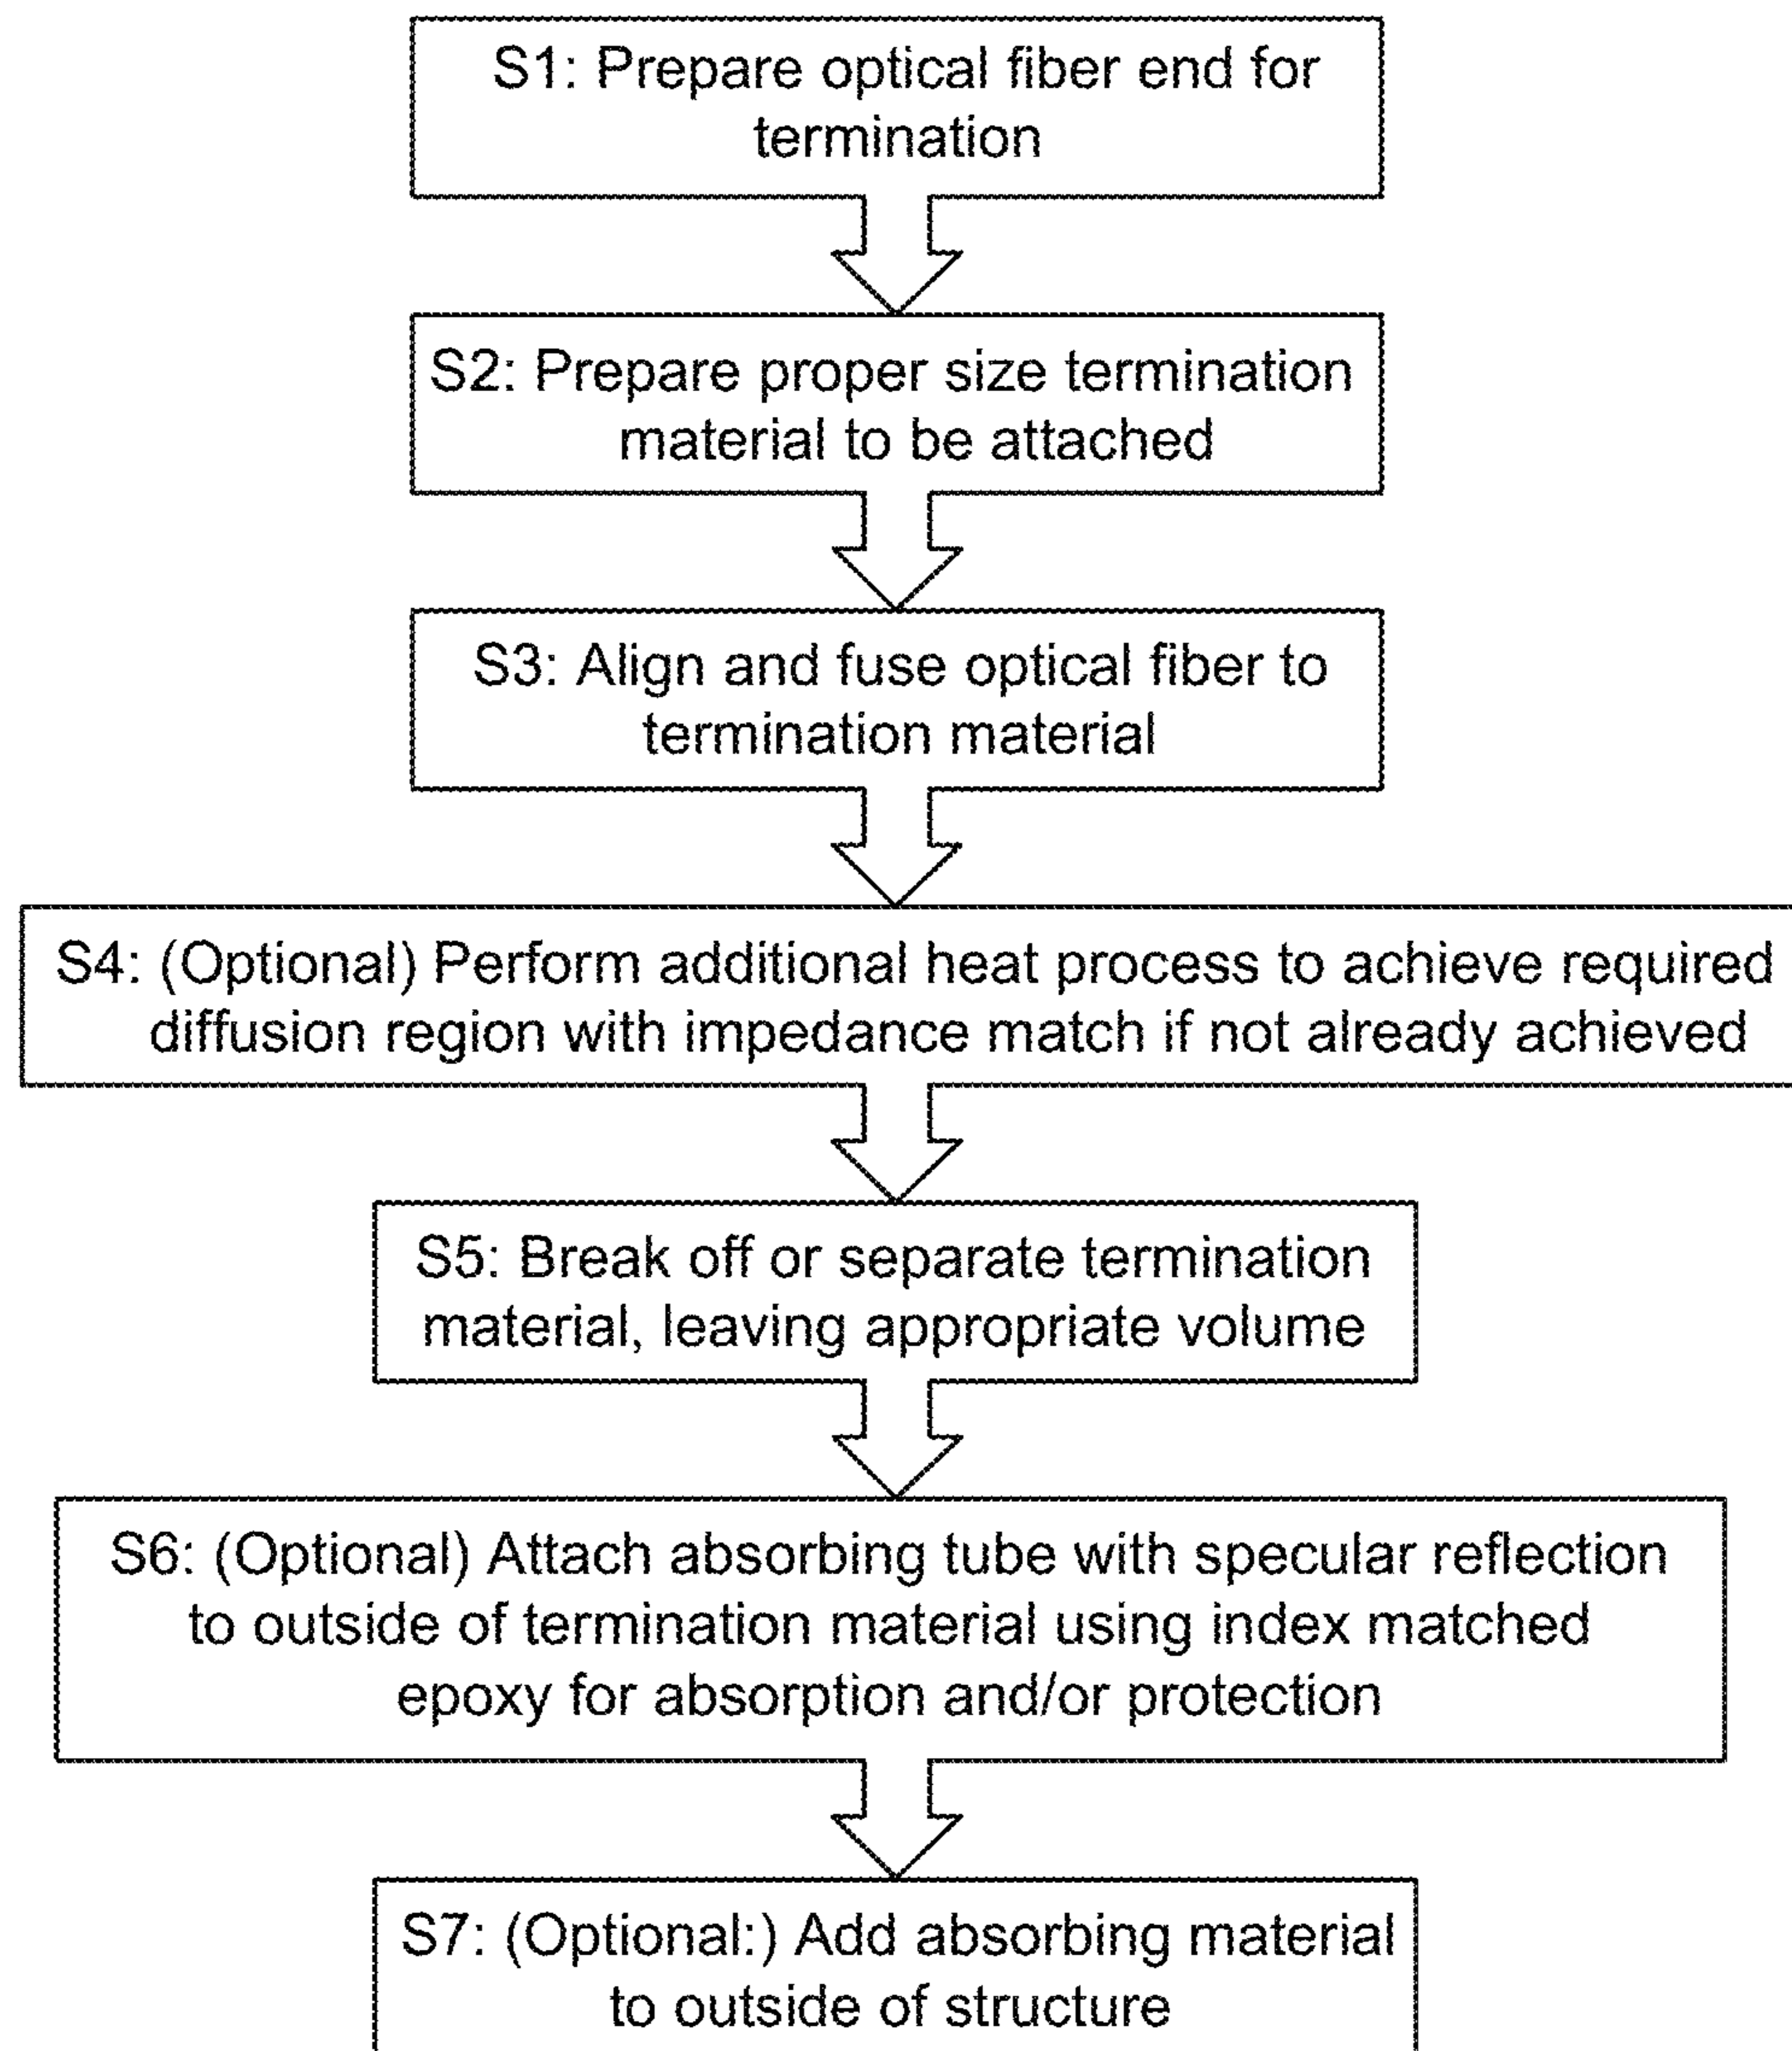 S1: Prepare optical fiber end for
termination
S2: Prepare proper size termination
material to be attached
S3: Align and fuse optical fiber to
termination material
S4: (Optional) Perform additional heat process to achieve required
diffusion region with impedance match if not already achieved
S5: Break off or separate termination
material, leaving appropriate volume
S6: (Optional) Attach absorbing tube with specular reflection
to outside of termination material using index matched
epoxy for absorption and/or protection
S7: (Optional:) Add absorbing material
to outside of structure